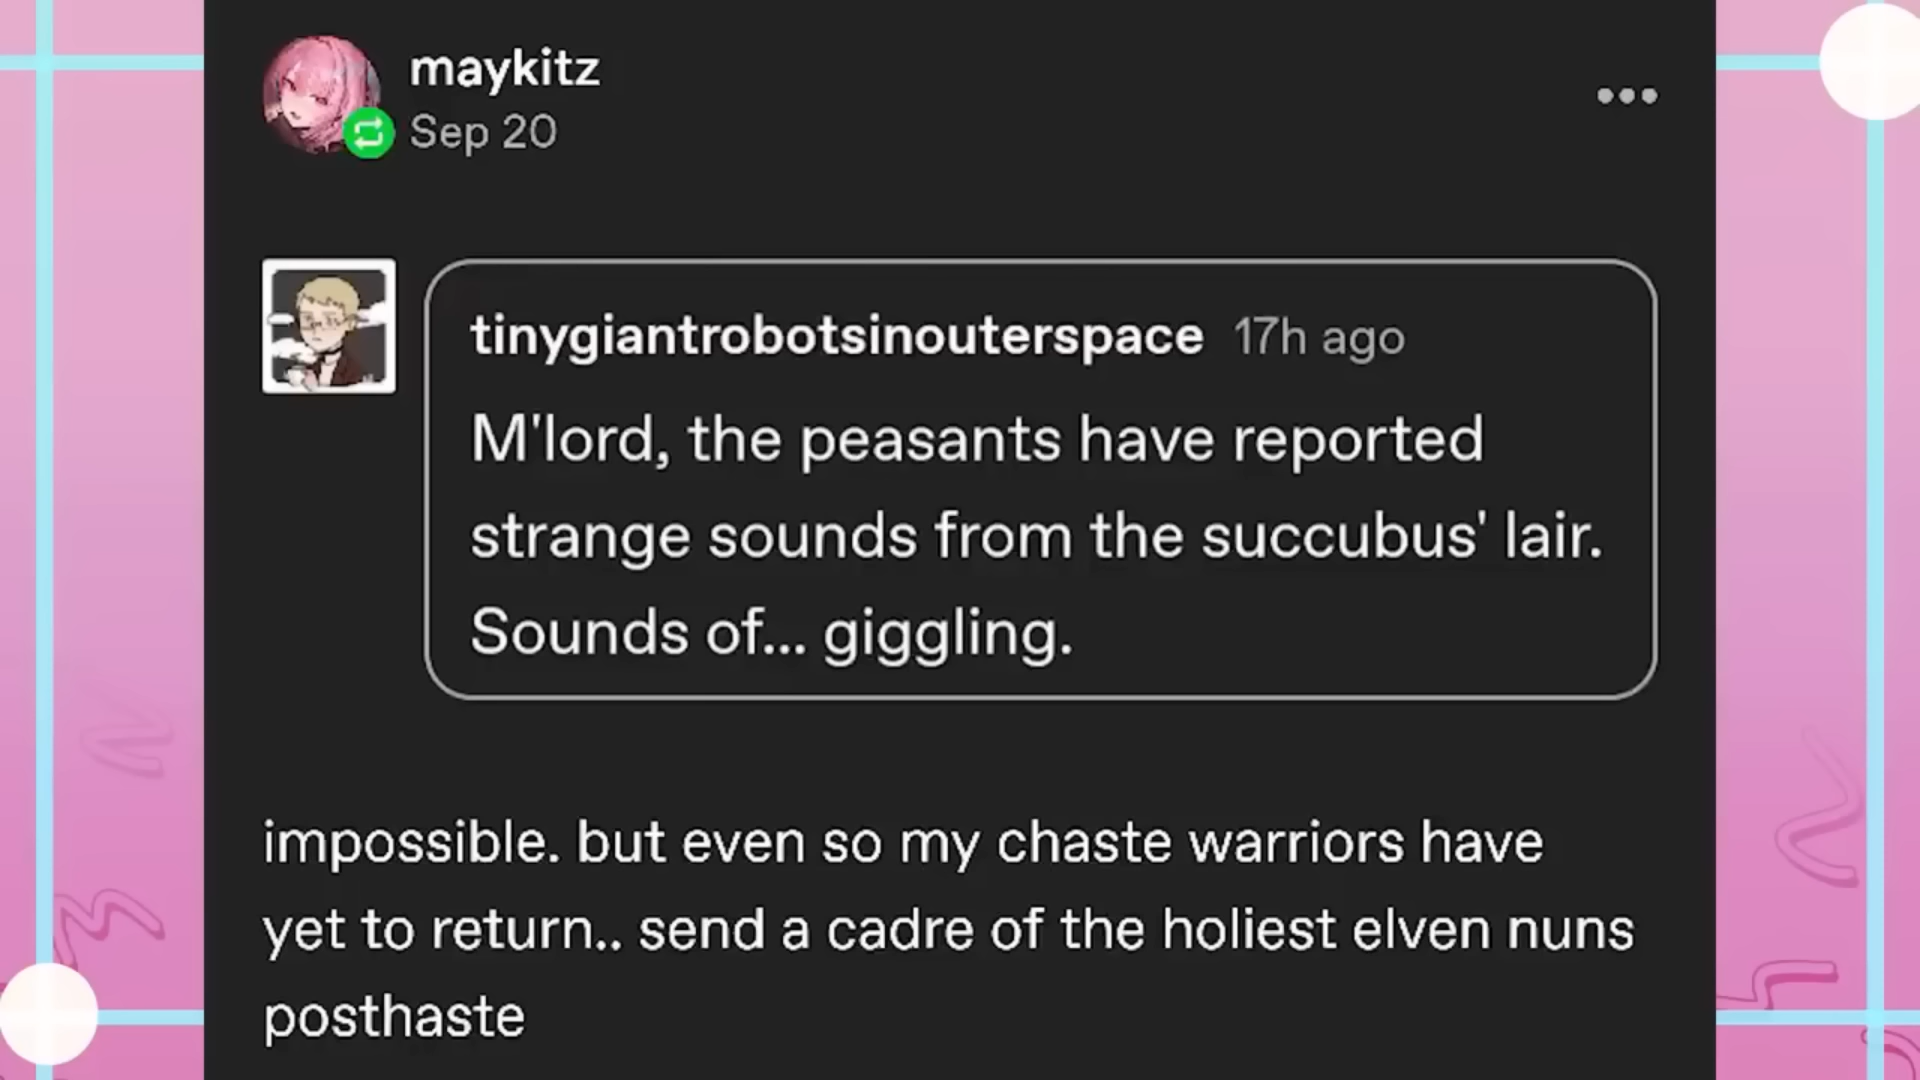 maykitz
Sep 20
tinygiantrobotsinouterspace 17h ago
M'lord, the peasants have reported
strange sounds from the succubus' lair.
Sounds of... giggling.
impossible. but even so my chaste warriors have
yet to return.. send a cadre of the holiest elven nuns
posthaste